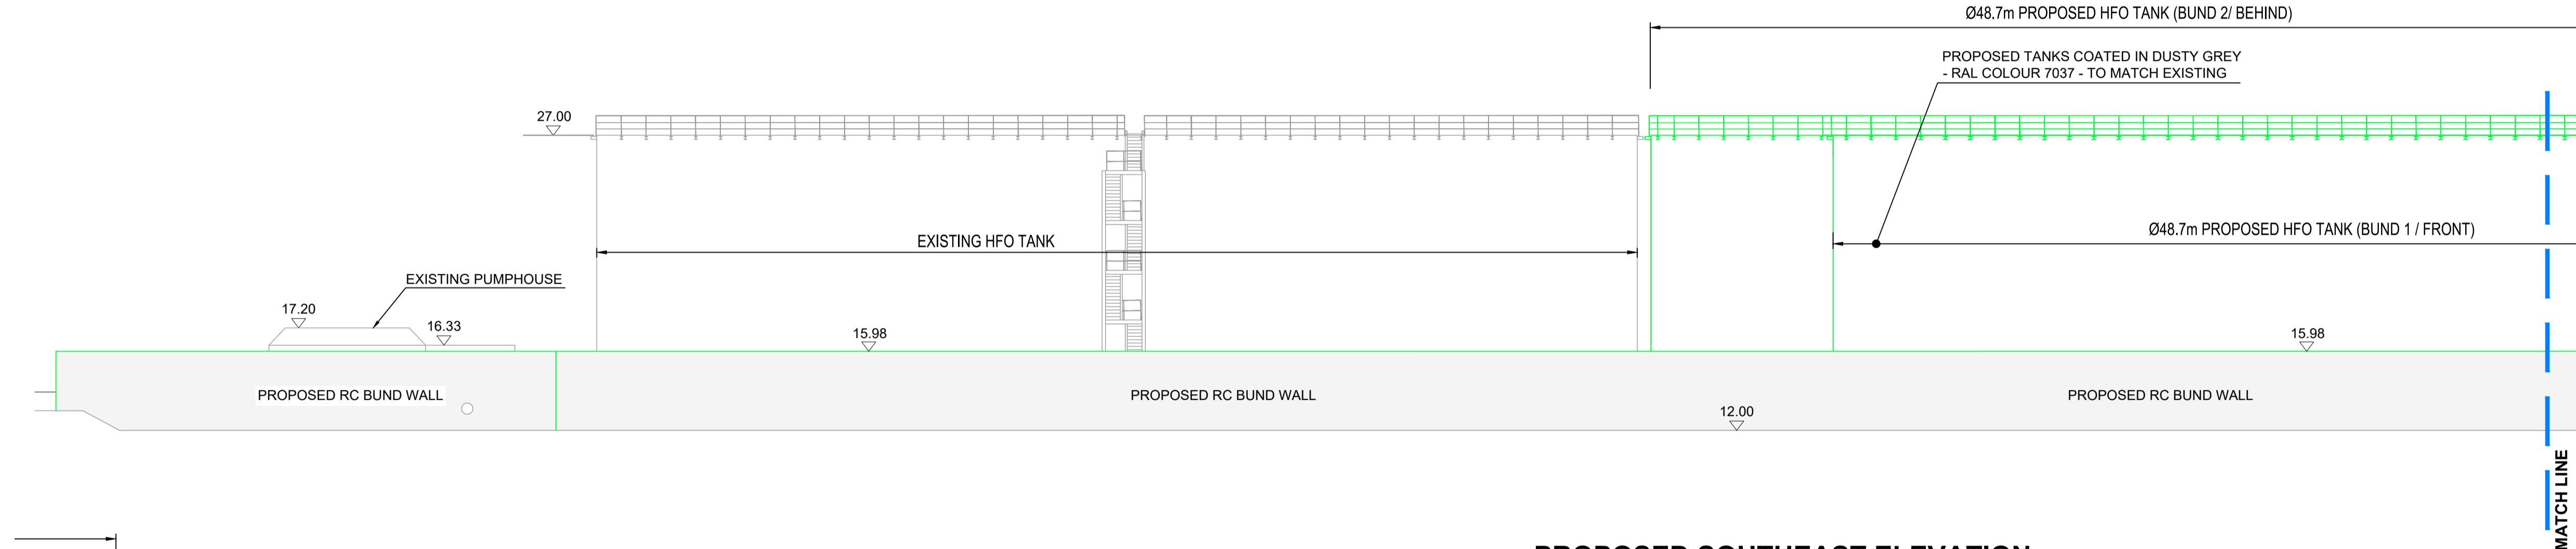 Ø48.7m PROPOSED HFO TANK (BUND 2/ BEHIND)
PROPOSED TANKS COATED IN DUSTY GREY
- RAL COLOUR 7037 - TO MATCH EXISTING
27.00
Ø48.7m PROPOSED HFO TANK (BUND 1 / FRONT)
EXISTING HFO TANK
EXISTING PUMPHOUSE
17.20
16.33
15.98
15.98
PROPOSED RC BUND WALL
PROPOSED RC BUND WALL
PROPOSED RC BUND WALL
12.00
MATCH LINE
PROPOSED SOUTHEAST ELEVATION